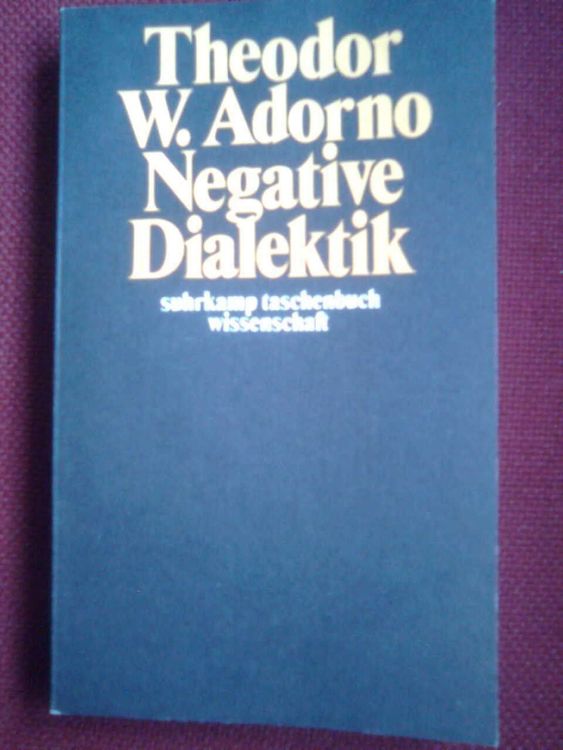 Theodor
W. Adorno
Negative
Dialektik
suhrkamp taschenbuch
wissenschaft